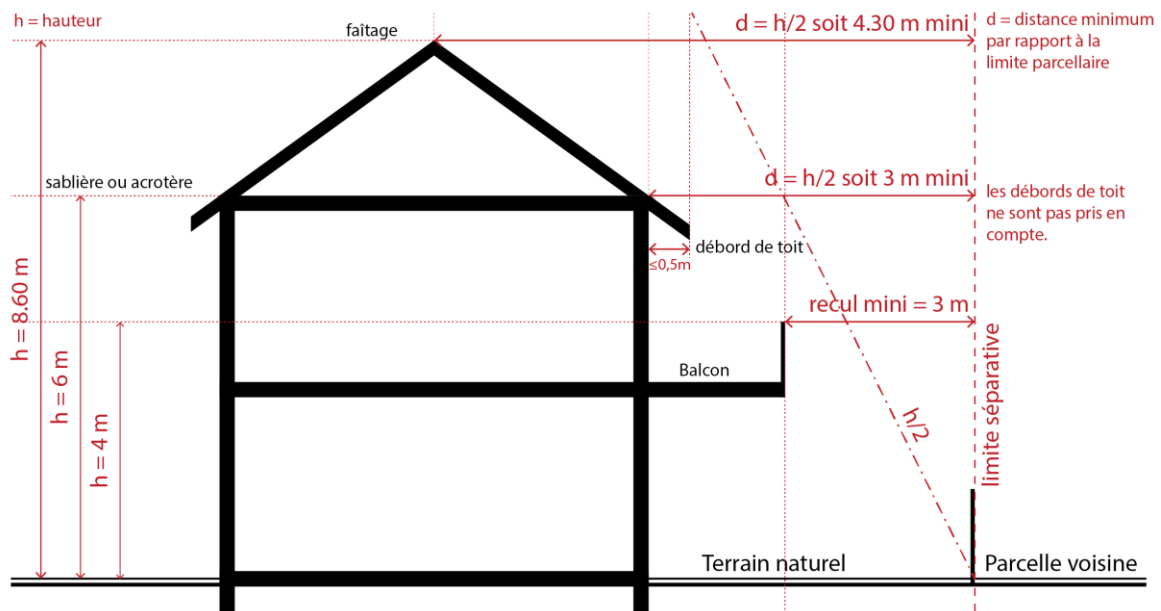 h = hauteur
faîtage
d = h/2 soit 4.30 m mini
d = distance minimum
par rapport à la
limite parcellaire
sablière ou acrotère
d = h/2 soit 3 m mini
les débords de toit
ne sont pas pris en
compte.
débord de toit
≤0,5m
h = 8.60 m
h = 6 m
h = 4 m
recul mini = 3 m
Balcon
h/2
limite séparative
Terrain naturel
Parcelle voisine